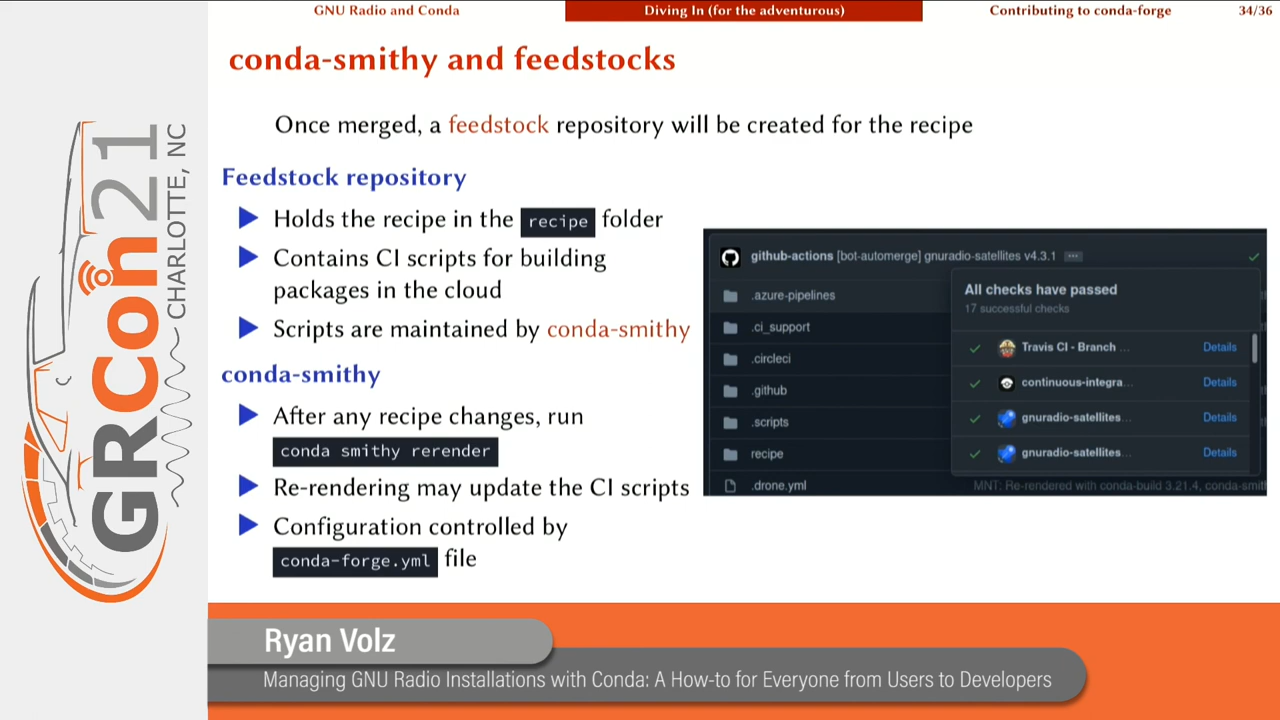 GNU Radio and Conda
Diving In (for the adventurous)
Contributing to conda-forge
34/36
conda-smithy and feedstocks
Once merged, a feedstock repository will be created for the recipe
Feedstock repository
Holds the recipe in the recipe folder
Contains CI scripts for building
packages in the cloud
Scripts are maintained by conda-smithy
conda-smithy
After any recipe changes, run
conda smithy rerender
Re-rendering may update the CI scripts
Configuration controlled by
conda-forge.yml file
github-actions [bot-automerge] gnuradio-satellites v4.3.1 ...
.azure-pipelines
.ci_support
.circleci
.github
.scripts
recipe
.drone.yml
All checks have passed
17 successful checks
Travis CI - Branch ... Details
continuous-integra... Details
gnuradio-satellites... Details
gnuradio-satellites... Details
MNT: Re-rendered with conda-build 3.21.4, conda-smit
GRCon21
CHARLOTTE, NC
Ryan Volz
Managing GNU Radio Installations with Conda: A How-to for Everyone from Users to Developers